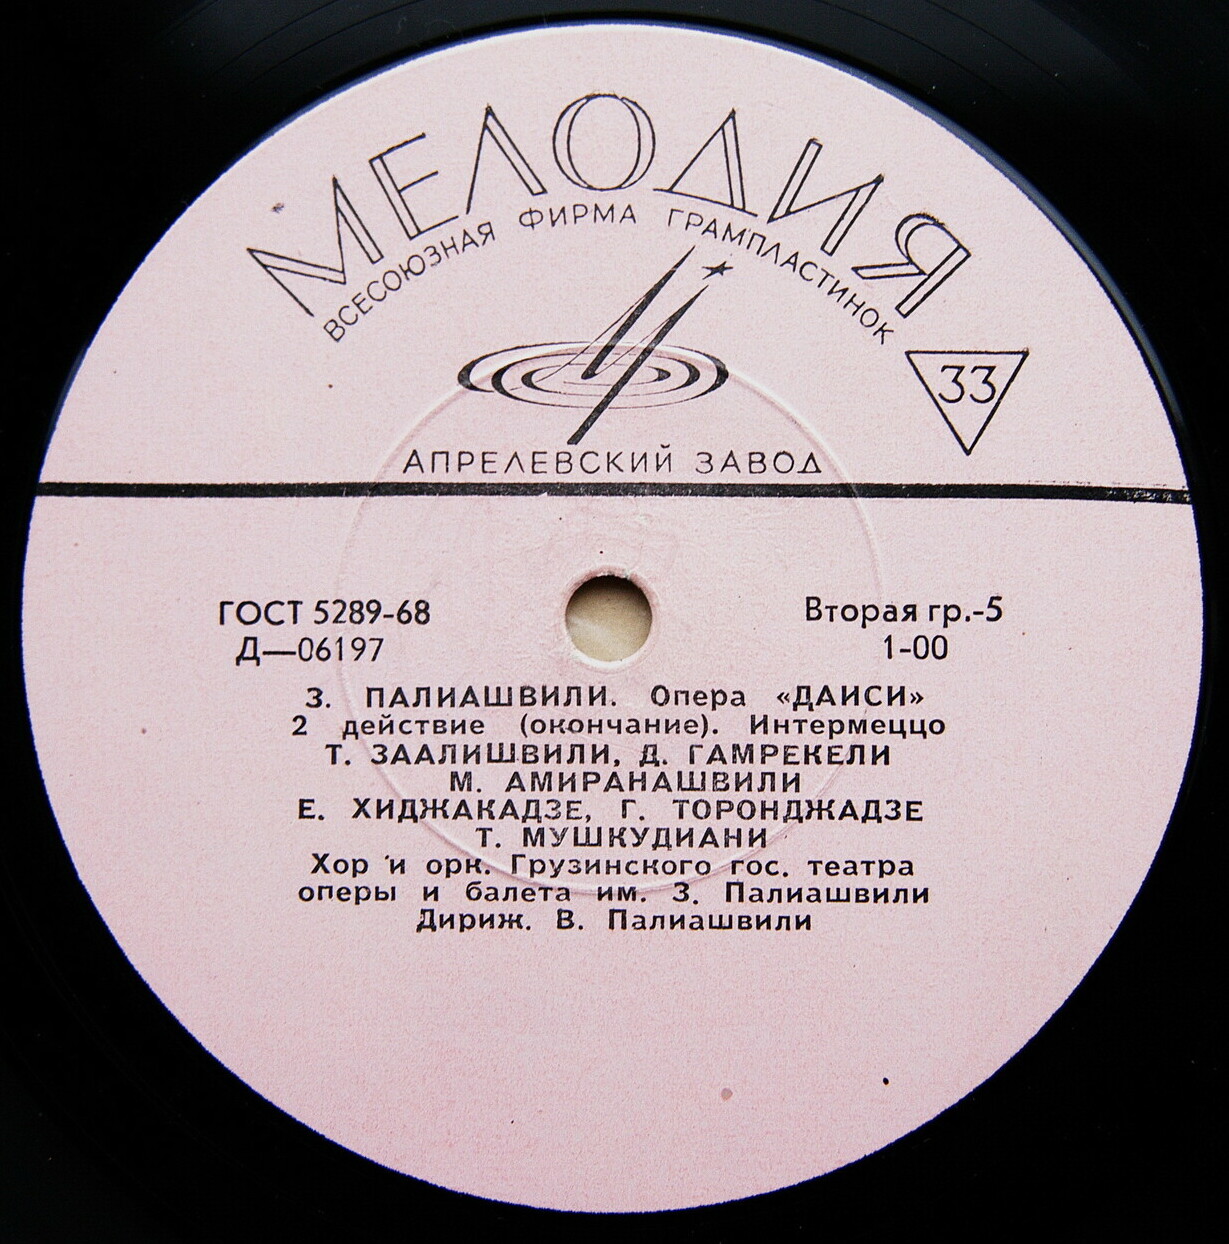 МЕЛОДИЯ
ВСЕСОЮЗНАЯ ФИРМА ГРАМПЛАСТИНОК
33
АПРЕЛЕВСКИЙ ЗАВОД
ГОСТ 5289-68
Вторая гр.-5
Д—06197
1-00
З. ПАЛИАШВИЛИ. Опера «ДАИСИ»
2 действие (окончание). Интермеццо
Т. ЗААЛИШВИЛИ, Д. ГАМРЕКЕЛИ
М. АМИРАНАШВИЛИ
Е. ХИДЖАКАДЗЕ, Г. ТОРОНДЖАДЗЕ
Т. МУШКУДИАНИ
Хор и орк. Грузинского гос. театра
оперы и балета им. З. Палиашвили
Дириж. В. Палиашвили